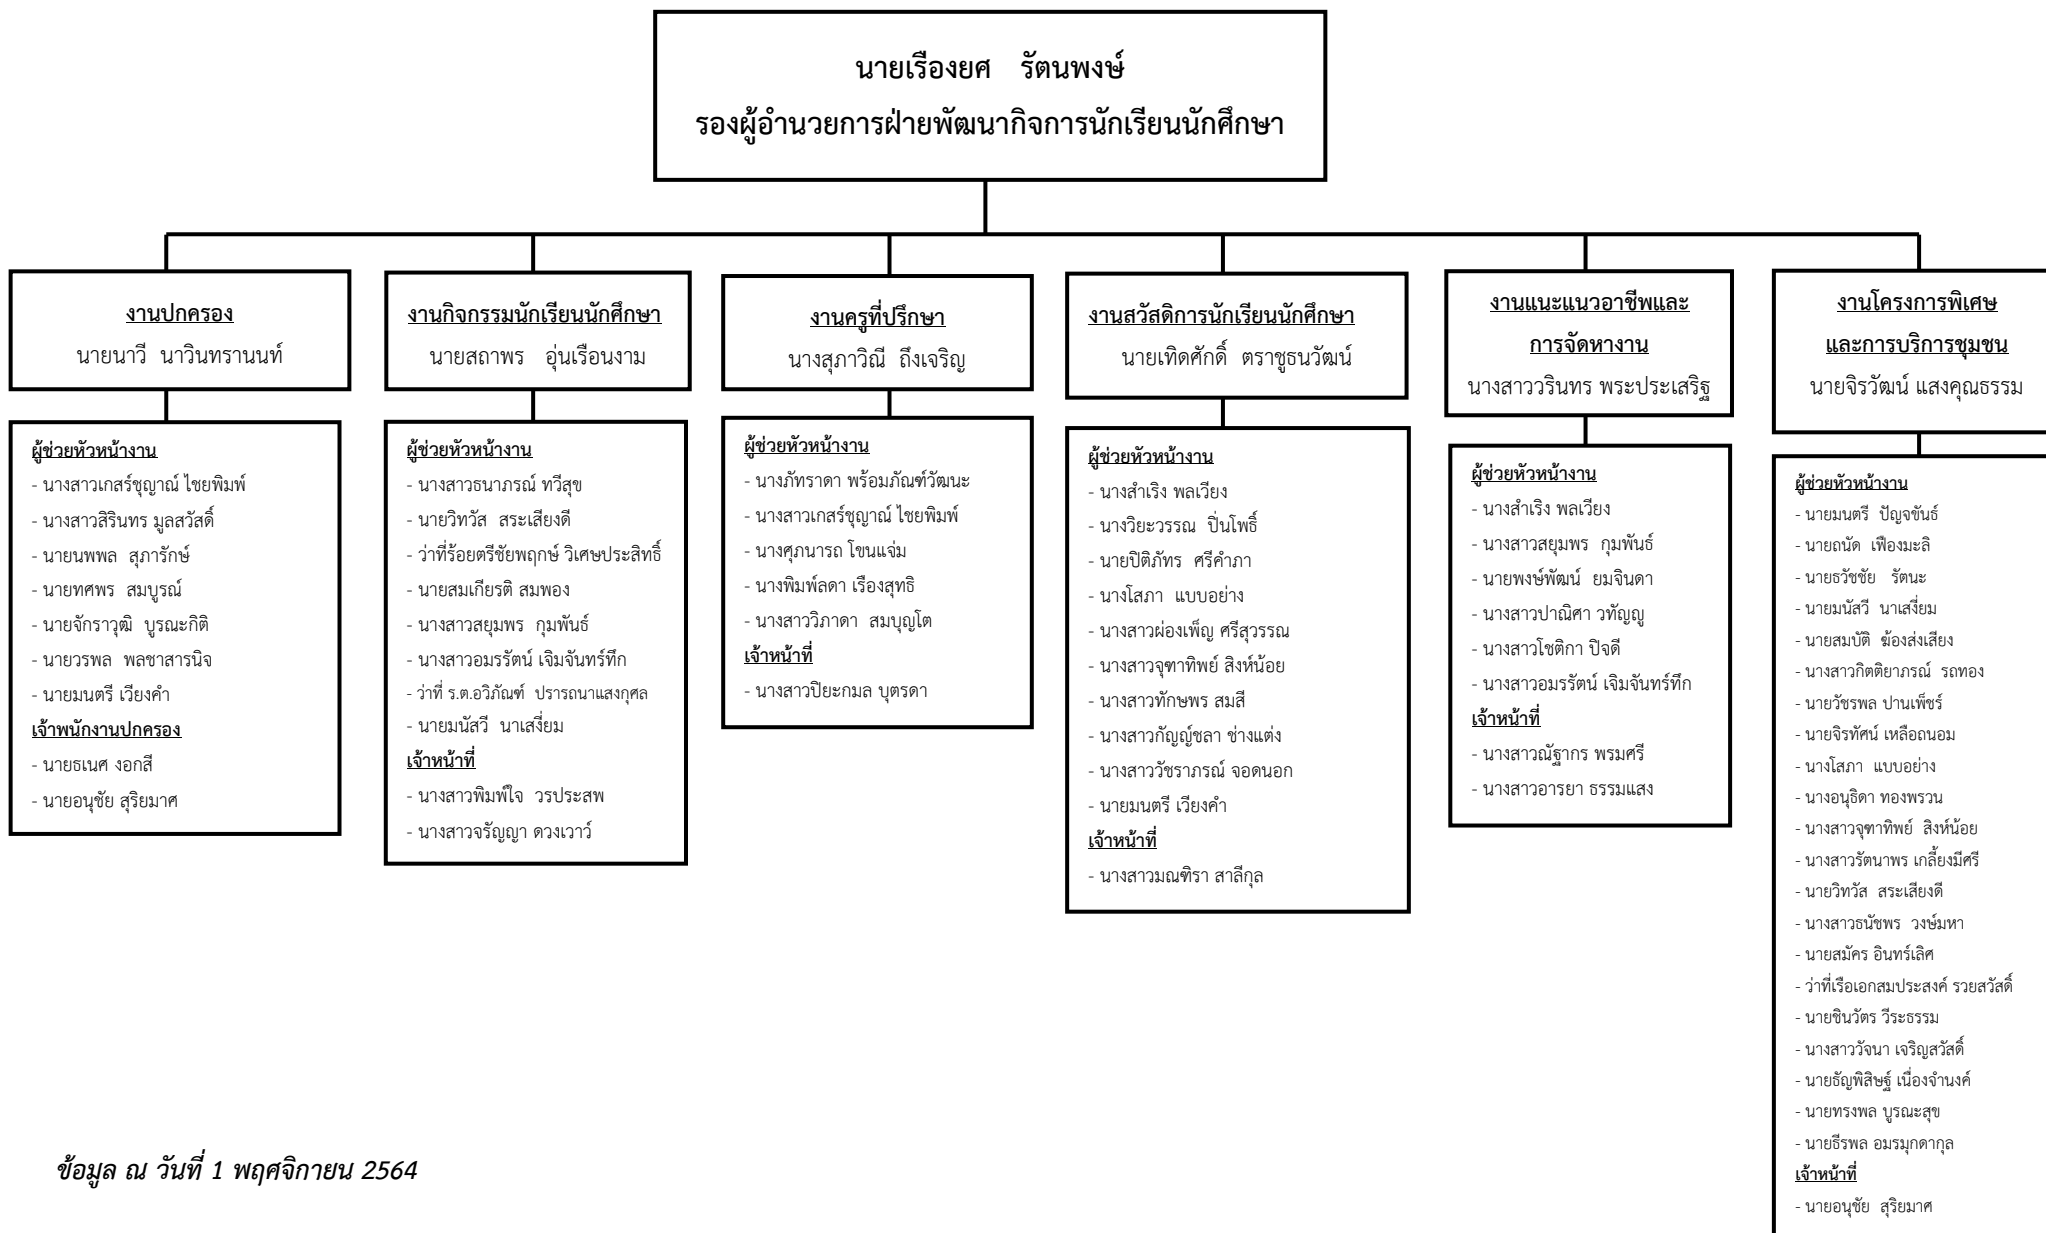 นายเรืองยศ รัตนพงษ์
รองผู้อำนวยการฝ่ายพัฒนากิจการนักเรียนนักศึกษา
งานปกครอง
นายนาวี นาวินทรานนท์
ผู้ช่วยหัวหน้างาน
- นางสาวเกสร์ชุญาณ์ ไชยพิมพ์
- นางสาวสิรินทร มูลสวัสดิ์
- นายนพพล สุภารักษ์
- นายทศพร สมบูรณ์
- นายจักราวุฒิ บูรณะกิติ
- นายวรพล พลชาสารนิจ
- นายมนตรี เวียงคำ
เจ้าพนักงานปกครอง
- นายธเนศ งอกสี
- นายอนุชัย สุริยมาศ
งานกิจกรรมนักเรียนนักศึกษา
นายสถาพร อุ่นเรือนงาม
ผู้ช่วยหัวหน้างาน
- นางสาวธนาภรณ์ ทวีสุข
- นายวิทวัส สระเสียงดี
- ว่าที่ร้อยตรีชัยพฤกษ์ วิเศษประสิทธิ์
- นายสมเกียรติ สมพอง
- นางสาวสยุมพร กุมพันธ์
- นางสาวอมรรัตน์ เจิมจันทร์ทึก
- ว่าที่ ร.ต.อวิภัณฑ์ ปรารถนาแสงกุศล
- นายมนัสวี นาเสงี่ยม
เจ้าหน้าที่
- นางสาวพิมพ์ใจ วรประสพ
- นางสาวจรัญญา ดวงเวาว์
งานครูที่ปรึกษา
นางสุภาวิณี ถึงเจริญ
ผู้ช่วยหัวหน้างาน
- นางภัทราดา พร้อมภัณฑ์วัฒนะ
- นางสาวเกสร์ชุญาณ์ ไชยพิมพ์
- นางศุภนารถ โขนแจ่ม
- นางพิมพ์ลดา เรืองสุทธิ
- นางสาววิภาดา สมบุญโต
เจ้าหน้าที่
- นางสาวปิยะกมล บุตรดา
งานสวัสดิการนักเรียนนักศึกษา
นายเทิดศักดิ์ ตราชูธนวัฒน์
ผู้ช่วยหัวหน้างาน
- นางสำเริง พลเวียง
- นางวิยะวรรณ ปิ่นโพธิ์
- นายปิติภัทร ศรีคำภา
- นางโสภา แบบอย่าง
- นางสาวผ่องเพ็ญ ศรีสุวรรณ
- นางสาวจุฑาทิพย์ สิงห์น้อย
- นางสาวทักษพร สมสี
- นางสาวกัญญ์ชลา ช่างแต่ง
- นางสาววัชราภรณ์ จอดนอก
- นายมนตรี เวียงคำ
เจ้าหน้าที่
- นางสาวมณฑิรา สาลีกุล
งานแนะแนวอาชีพและ
การจัดหางาน
นางสาววรินทร พระประเสริฐ
ผู้ช่วยหัวหน้างาน
- นางสำเริง พลเวียง
- นางสาวสยุมพร กุมพันธ์
- นายพงษ์พัฒน์ ยมจินดา
- นางสาวปาณิศา วทัญญู
- นางสาวโชติกา ปิจดี
- นางสาวอมรรัตน์ เจิมจันทร์ทึก
เจ้าหน้าที่
- นางสาวณัฐากร พรมศรี
- นางสาวอารยา ธรรมแสง
งานโครงการพิเศษ
และการบริการชุมชน
นายจิรวัฒน์ แสงคุณธรรม
ผู้ช่วยหัวหน้างาน
- นายมนตรี ปัญจขันธ์
- นายถนัด เฟืองมะลิ
- นายธวัชชัย รัตนะ
- นายมนัสวี นาเสงี่ยม
- นายสมบัติ ฆ้องส่งเสียง
- นางสาวกิตติยาภรณ์ รถทอง
- นายวัชรพล ปานเพ็ชร์
- นายจิรทัศน์ เหลือถนอม
- นางโสภา แบบอย่าง
- นางอนุธิดา ทองพรวน
- นางสาวจุฑาทิพย์ สิงห์น้อย
- นางสาวรัตนาพร เกลี้ยงมีศรี
- นายวิทวัส สระเสียงดี
- นางสาวธนัชพร วงษ์มหา
- นายสมัคร อินทร์เลิศ
- ว่าที่เรือเอกสมประสงค์ รวยสวัสดิ์
- นายชินวัตร วีระธรรม
- นางสาววัจนา เจริญสวัสดิ์
- นายธัญพิสิษฐ์ เนื่องจำนงค์
- นายทรงพล บูรณะสุข
- นายธีรพล อมรมุกดากุล
เจ้าหน้าที่
- นายอนุชัย สุริยมาศ
ข้อมูล ณ วันที่ 1 พฤศจิกายน 2564